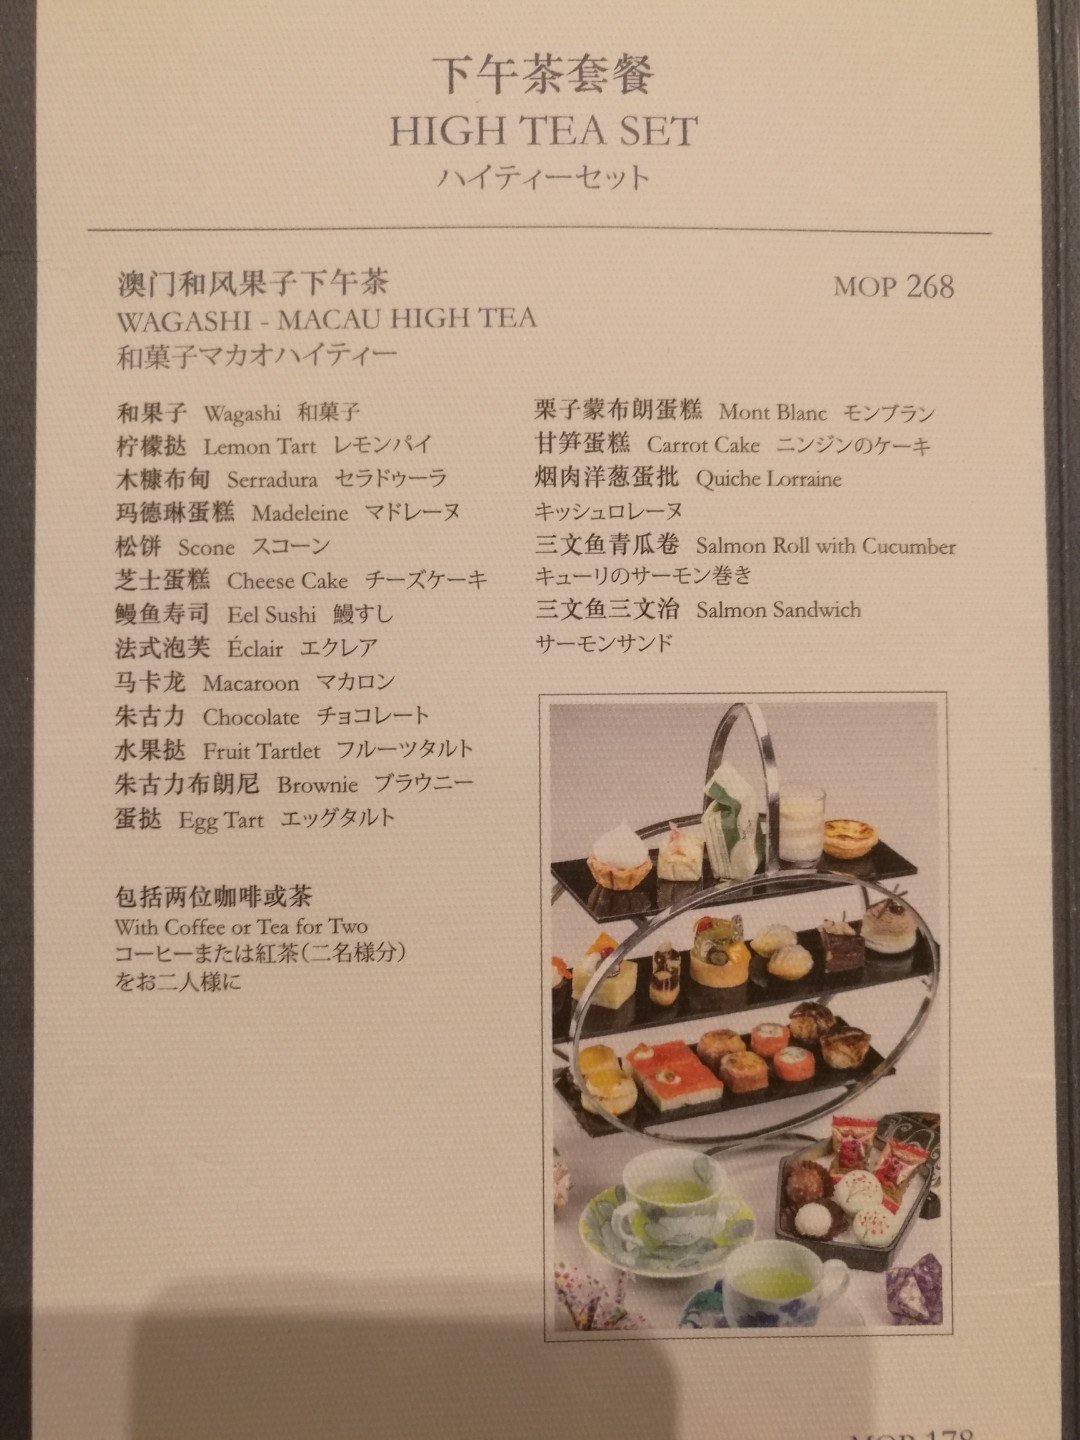 下午茶套餐
HIGH TEA SET
ハイティーセット
澳门和风果子下午茶
MOP 268
WAGASHI - MACAU HIGH TEA
和菓子マカオハイティー
和果子 Wagashi 和菓子
柠檬挞 Lemon Tart レモンパイ
木糠布甸 Serradura セラドゥーラ
玛德琳蛋糕 Madeleine マドレーヌ
松饼 Scone スコーン
芝士蛋糕 Cheese Cake チーズケーキ
鳗鱼寿司 Eel Sushi 鰻すし
法式泡芙 Éclair エクレア
马卡龙 Macaroon マカロン
朱古力 Chocolate チョコレート
水果挞 Fruit Tartlet フルーツタルト
朱古力布朗尼 Brownie ブラウニー
蛋挞 Egg Tart エッグタルト
栗子蒙布朗蛋糕 Mont Blanc モンブラン
甘笋蛋糕 Carrot Cake ニンジンのケーキ
烟肉洋葱蛋批 Quiche Lorraine
キッシュロレーヌ
三文鱼青瓜卷 Salmon Roll with Cucumber
キューリのサーモン巻き
三文鱼三文治 Salmon Sandwich
サーモンサンド
包括两位咖啡或茶
With Coffee or Tea for Two
コーヒーまたは紅茶(二名様分)
をお二人様に
MOP 178